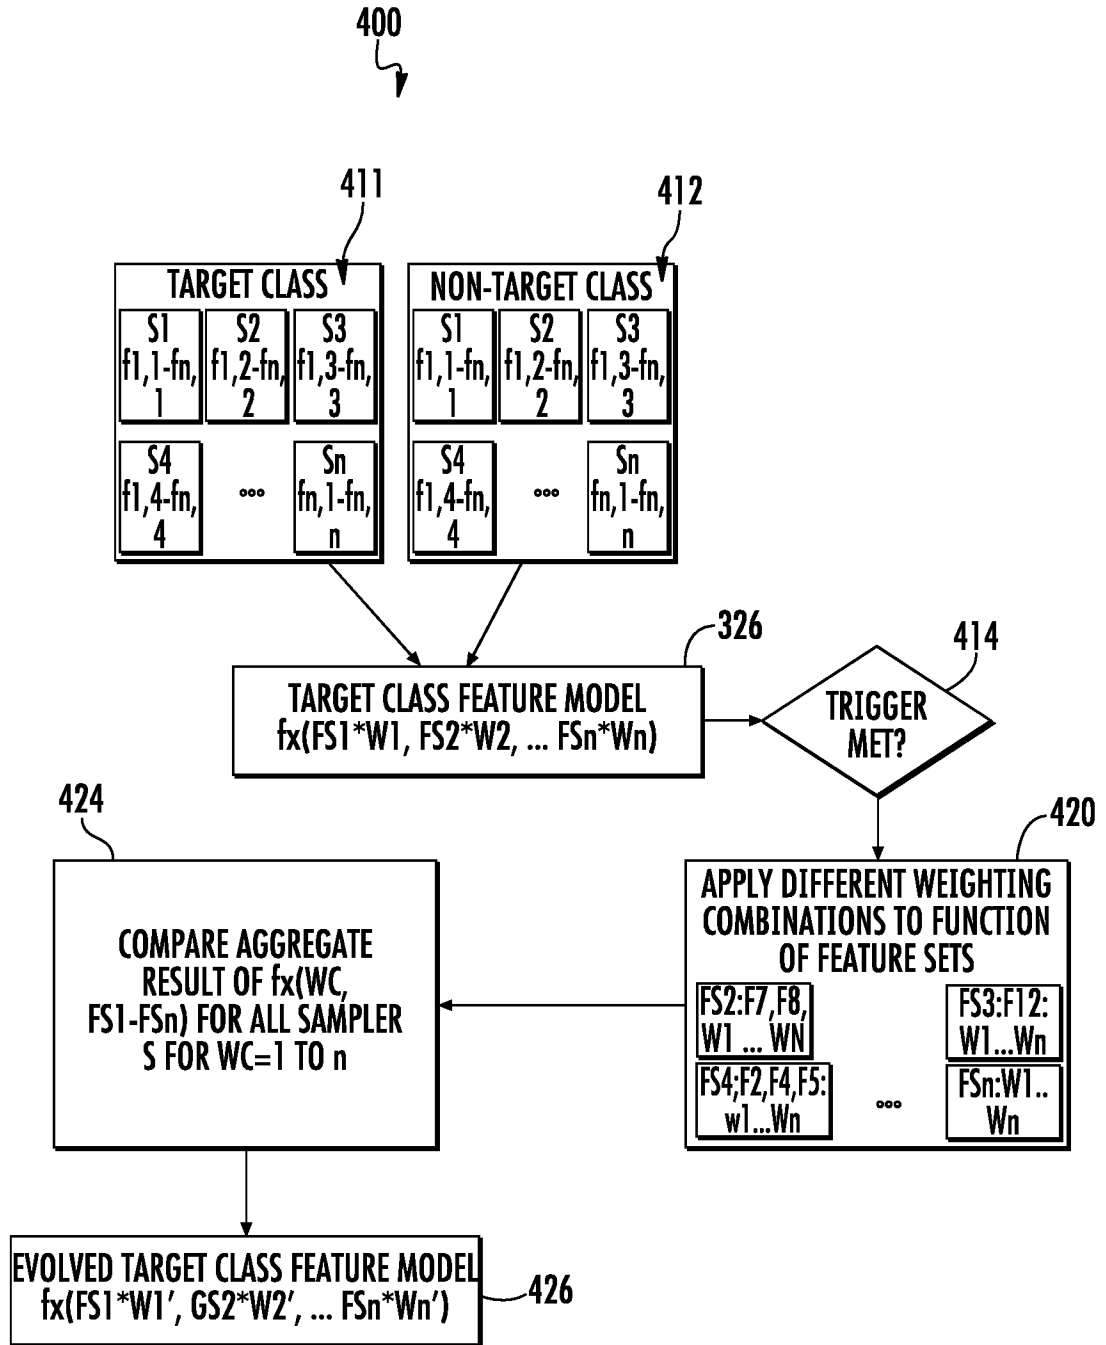 400
411
412
TARGET CLASS
S1
f1,1-fn,
1
S2
f1,2-fn,
2
S3
f1,3-fn,
3
S4
f1,4-fn,
4
ooo
Sn
fn,1-fn,
n
NON-TARGET CLASS
S1
f1,1-fn,
1
S2
f1,2-fn,
2
S3
f1,3-fn,
3
S4
f1,4-fn,
4
ooo
Sn
fn,1-fn,
n
326
TARGET CLASS FEATURE MODEL
fx(FS1*W1, FS2*W2, ... FSn*Wn)
414
TRIGGER
MET?
420
APPLY DIFFERENT WEIGHTING
COMBINATIONS TO FUNCTION
OF FEATURE SETS
FS2:F7,F8,
W1 ... WN
FS3:F12:
W1...Wn
FS4;F2,F4,F5:
w1...Wn
ooo
FSn:W1..
Wn
424
COMPARE AGGREGATE
RESULT OF fx(WC,
FS1-FSn) FOR ALL SAMPLER
S FOR WC=1 TO n
EVOLVED TARGET CLASS FEATURE MODEL
fx(FS1*W1', GS2*W2', ... FSn*Wn')
426